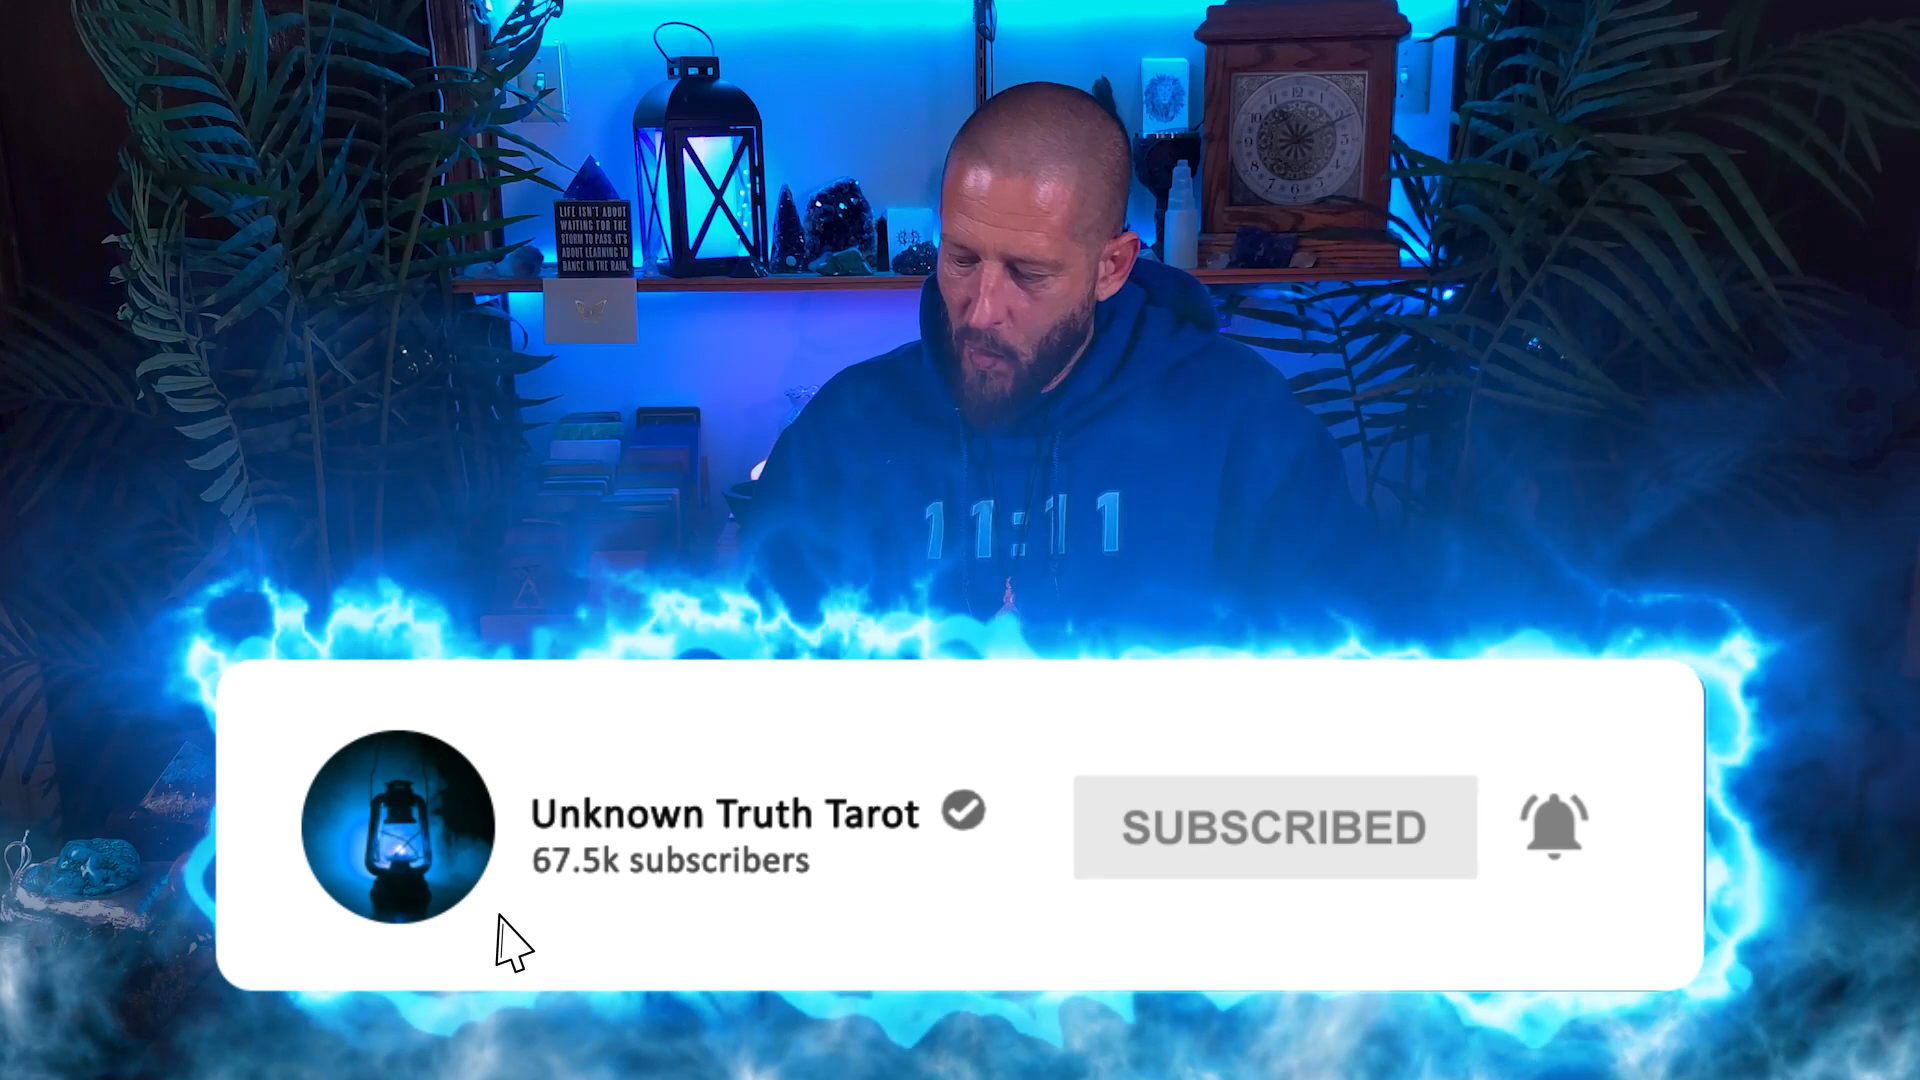 LIFE ISN'T ABOUT
WAITING FOR THE
STORM TO PASS. IT'S
ABOUT LEARNING TO
DANCE IN THE RAIN.
11:11
Unknown Truth Tarot
67.5k subscribers
SUBSCRIBED